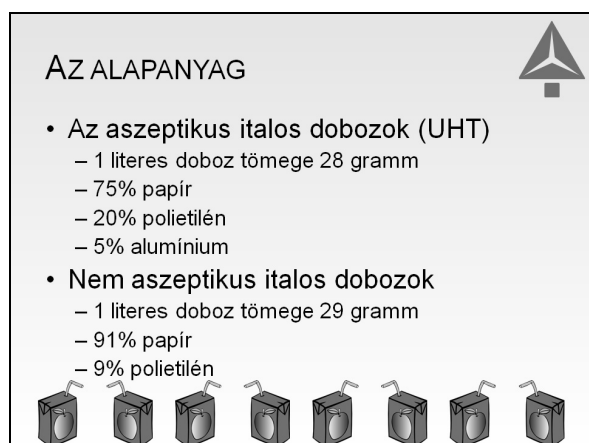 AZ ALAPANYAG
• Az aszeptikus italos dobozok (UHT)
– 1 literes doboz tömege 28 gramm
– 75% papír
– 20% polietilén
– 5% alumínium
• Nem aszeptikus italos dobozok
– 1 literes doboz tömege 29 gramm
– 91% papír
– 9% polietilén